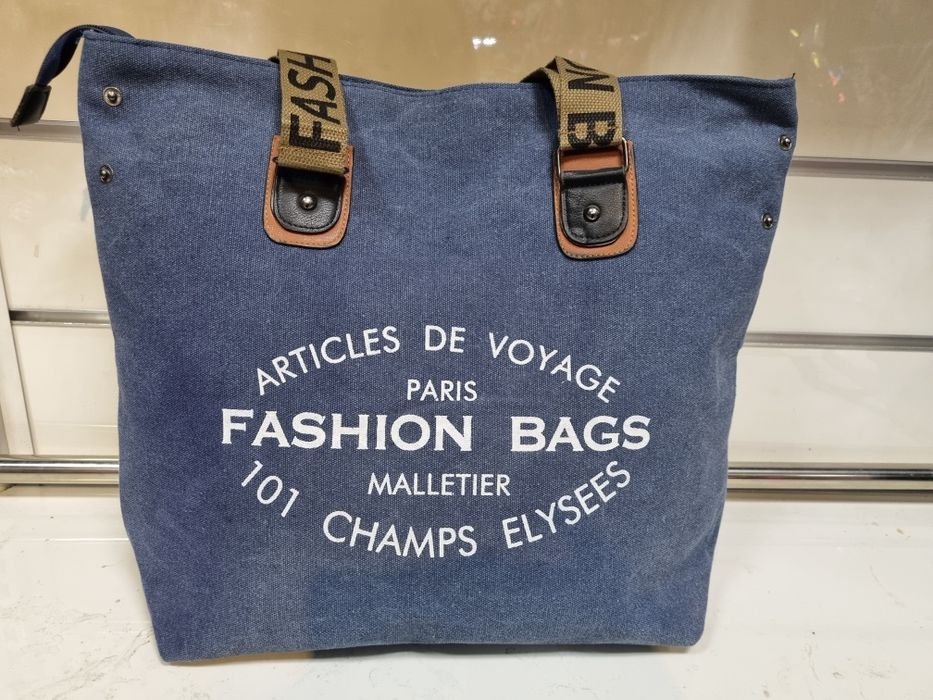 FASH
N B
ARTICLES DE VOYAGE
PARIS
FASHION BAGS
MALLETIER
101 CHAMPS ELYSEES